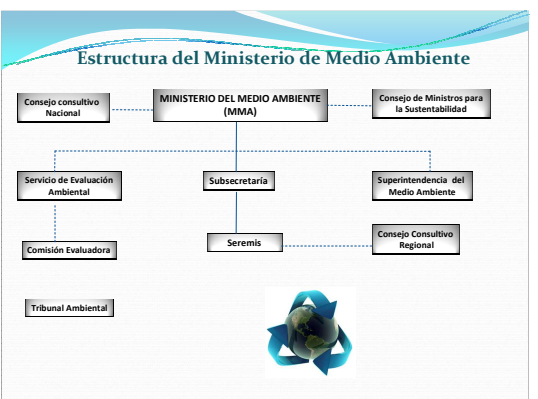 Estructura del Ministerio de Medio Ambiente
Consejo consultivo
Nacional
MINISTERIO DEL MEDIO AMBIENTE
(MMA)
Consejo de Ministros para
la Sustentabilidad
Servicio de Evaluación
Ambiental
Subsecretaría
Superintendencia del
Medio Ambiente
Comisión Evaluadora
Seremis
Consejo Consultivo
Regional
Tribunal Ambiental